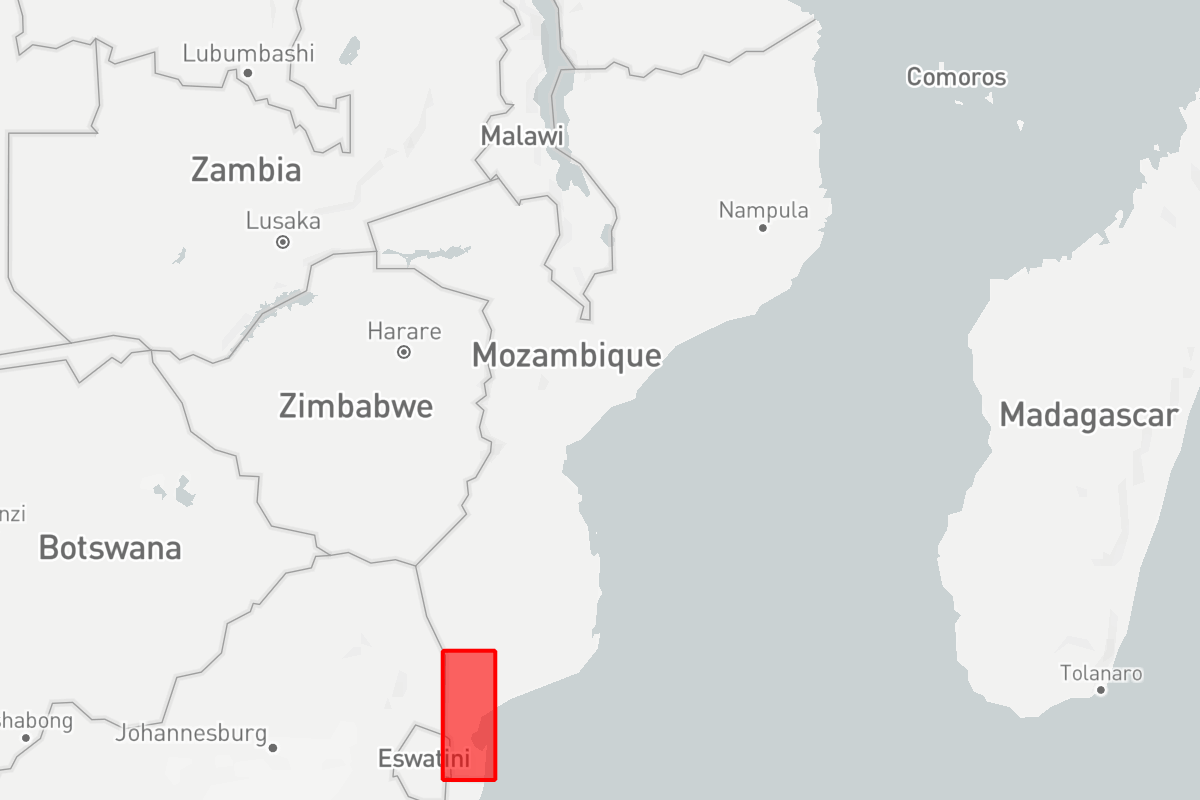 Lubumbashi
Comoros
Malawi
Zambia
Nampula
Lusaka
Harare
Mozambique
Zimbabwe
Madagascar
nzi
Botswana
Tolanaro
habong
Johannesburg
Eswatini